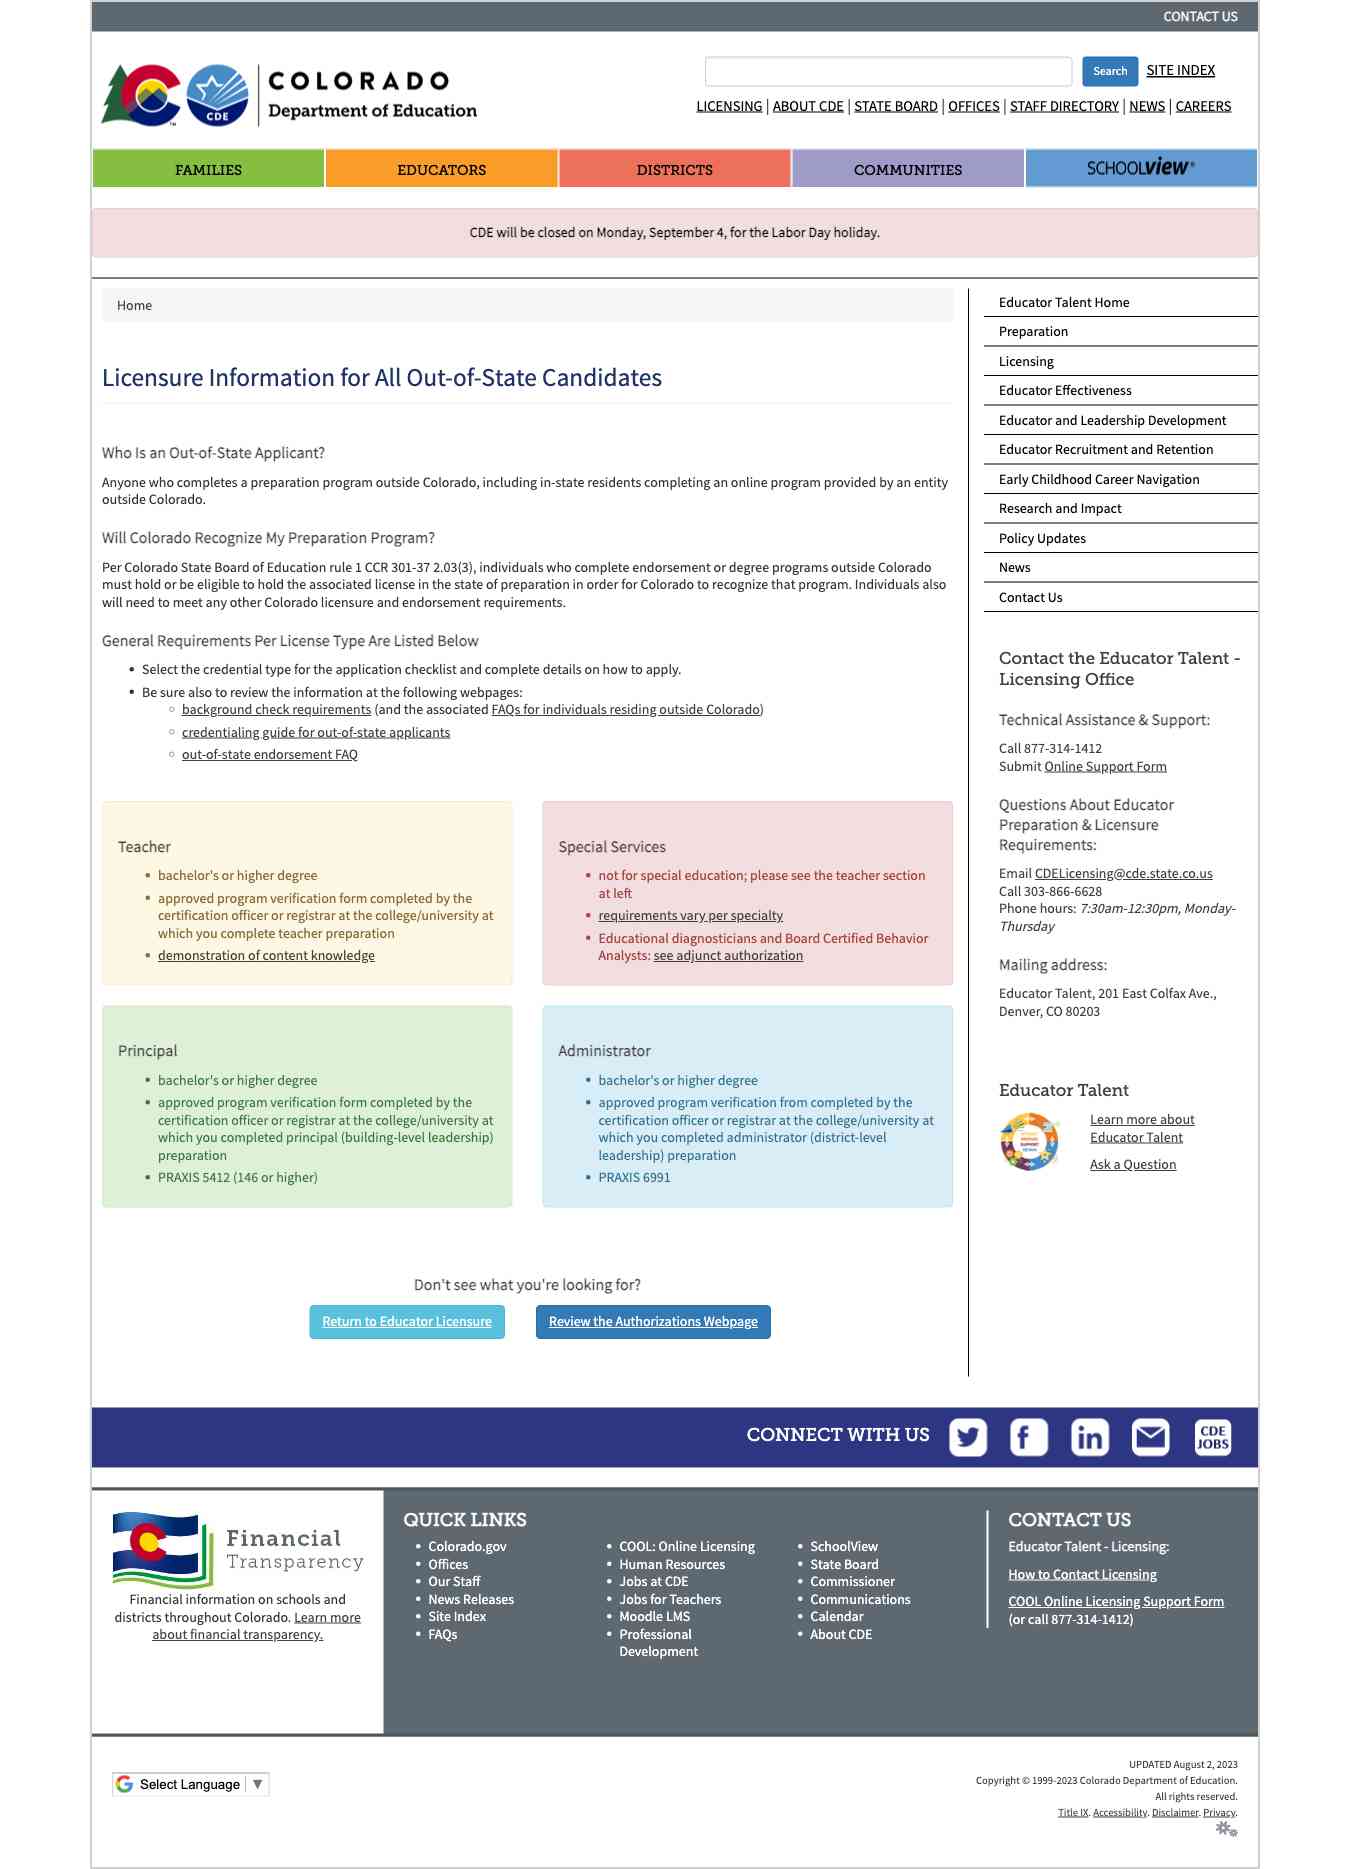 CONTACT US
COLORADO
Department of Education
CDE
TM
Search
SITE INDEX
LICENSING | ABOUT CDE | STATE BOARD | OFFICES | STAFF DIRECTORY | NEWS | CAREERS
FAMILIES
EDUCATORS
DISTRICTS
COMMUNITIES
SCHOOLVIEW®
CDE will be closed on Monday, September 4, for the Labor Day holiday.
Home
Licensure Information for All Out-of-State Candidates
Who Is an Out-of-State Applicant?
Anyone who completes a preparation program outside Colorado, including in-state residents completing an online program provided by an entity
outside Colorado.
Will Colorado Recognize My Preparation Program?
Per Colorado State Board of Education rule 1 CCR 301-37 2.03(3), individuals who complete endorsement or degree programs outside Colorado
must hold or be eligible to hold the associated license in the state of preparation in order for Colorado to recognize that program. Individuals also
will need to meet any other Colorado licensure and endorsement requirements.
General Requirements Per License Type Are Listed Below
• Select the credential type for the application checklist and complete details on how to apply.
• Be sure also to review the information at the following webpages:
○ background check requirements (and the associated FAQs for individuals residing outside Colorado)
○ credentialing guide for out-of-state applicants
○ out-of-state endorsement FAQ
Teacher
• bachelor's or higher degree
• approved program verification form completed by the
certification officer or registrar at the college/university at
which you complete teacher preparation
• demonstration of content knowledge
Special Services
• not for special education; please see the teacher section
at left
• requirements vary per specialty
• Educational diagnosticians and Board Certified Behavior
Analysts: see adjunct authorization
Principal
• bachelor's or higher degree
• approved program verification form completed by the
certification officer or registrar at the college/university at
which you completed principal (building-level leadership)
preparation
• PRAXIS 5412 (146 or higher)
Administrator
• bachelor's or higher degree
• approved program verification from completed by the
certification officer or registrar at the college/university at
which you completed administrator (district-level
leadership) preparation
• PRAXIS 6991
Don't see what you're looking for?
Return to Educator Licensure
Review the Authorizations Webpage
Educator Talent Home
Preparation
Licensing
Educator Effectiveness
Educator and Leadership Development
Educator Recruitment and Retention
Early Childhood Career Navigation
Research and Impact
Policy Updates
News
Contact Us
Contact the Educator Talent -
Licensing Office
Technical Assistance & Support:
Call 877-314-1412
Submit Online Support Form
Questions About Educator
Preparation & Licensure
Requirements:
Email CDELicensing@cde.state.co.us
Call 303-866-6628
Phone hours: 7:30am-12:30pm, Monday-
Thursday
Mailing address:
Educator Talent, 201 East Colfax Ave.,
Denver, CO 80203
Educator Talent
Learn more about
Educator Talent
Ask a Question
CONNECT WITH US
CDE
JOBS
Financial
Transparency
Financial information on schools and
districts throughout Colorado. Learn more
about financial transparency.
QUICK LINKS
• Colorado.gov
• Offices
• Our Staff
• News Releases
• Site Index
• FAQs
• COOL: Online Licensing
• Human Resources
• Jobs at CDE
• Jobs for Teachers
• Moodle LMS
• Professional
Development
• SchoolView
• State Board
• Commissioner
• Communications
• Calendar
• About CDE
CONTACT US
Educator Talent - Licensing:
How to Contact Licensing
COOL Online Licensing Support Form
(or call 877-314-1412)
Select Language ▼
UPDATED August 2, 2023
Copyright © 1999-2023 Colorado Department of Education.
All rights reserved.
Title IX. Accessibility. Disclaimer. Privacy.